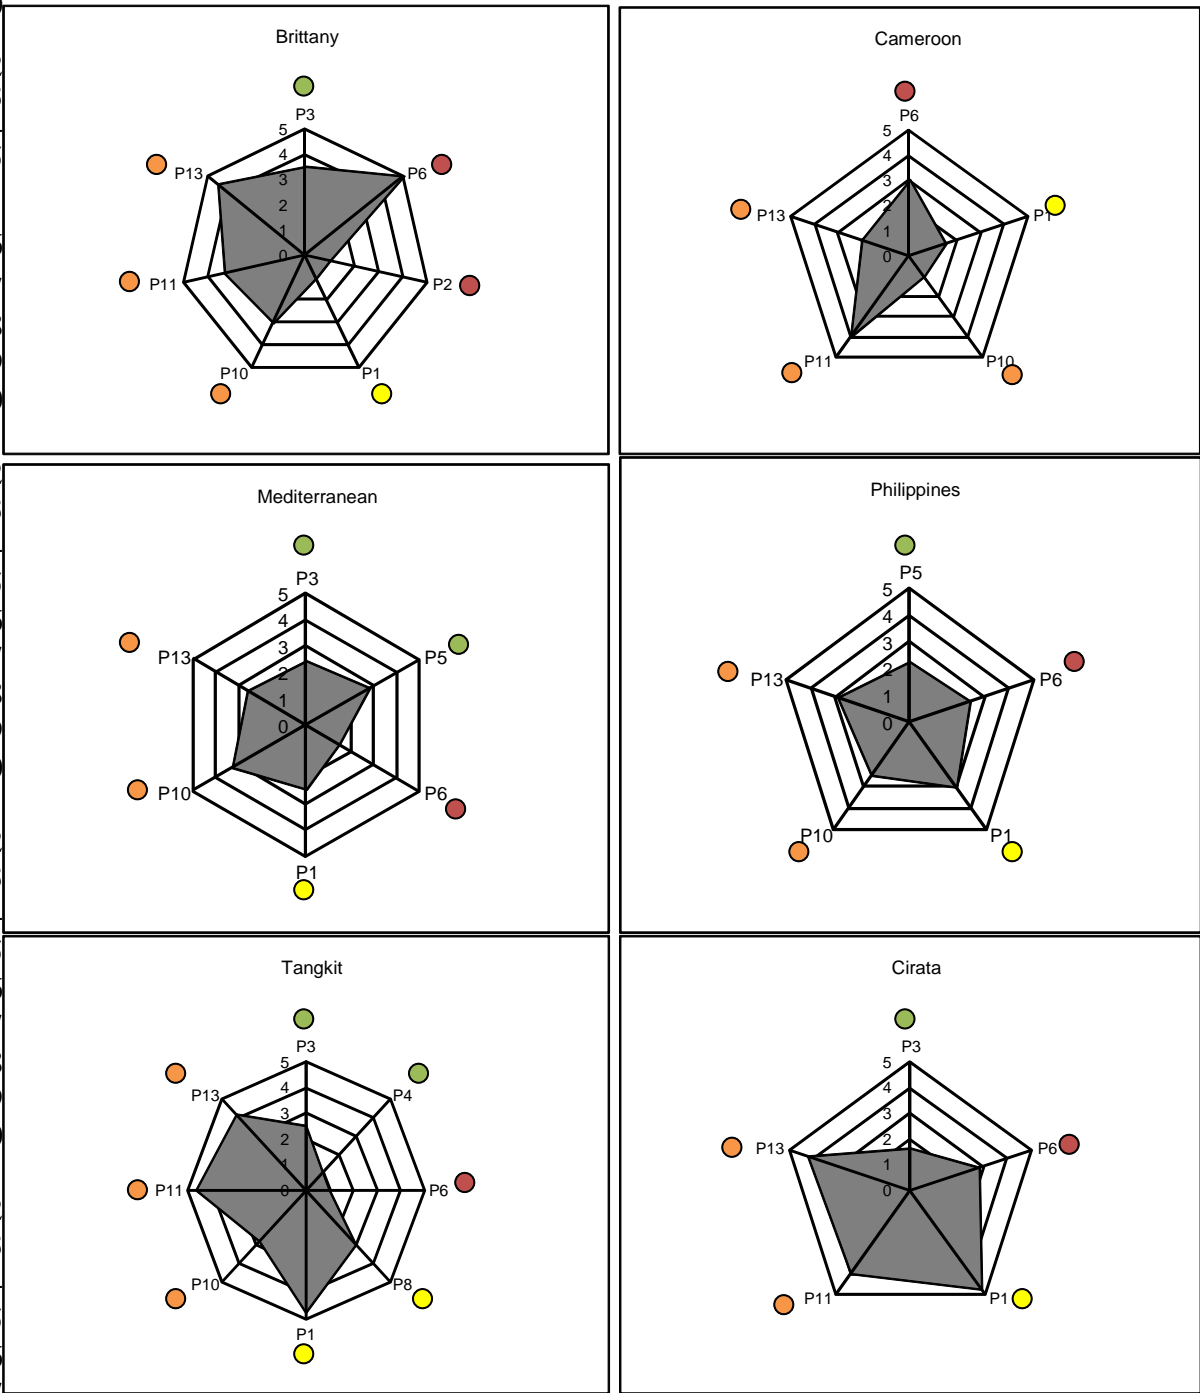 Brittany
P3
5
4
3
2
1
0
P13
P6
P11
P2
P10
P1
Cameroon
P6
5
4
3
2
1
0
P13
P1
P11
P10
Mediterranean
P3
5
4
3
2
1
0
P13
P5
P10
P6
P1
Philippines
P5
5
4
3
2
1
0
P13
P6
P10
P1
Tangkit
P3
5
4
3
2
1
0
P13
P4
P11
P6
P10
P8
P1
Cirata
P3
5
4
3
2
1
0
P13
P6
P11
P1